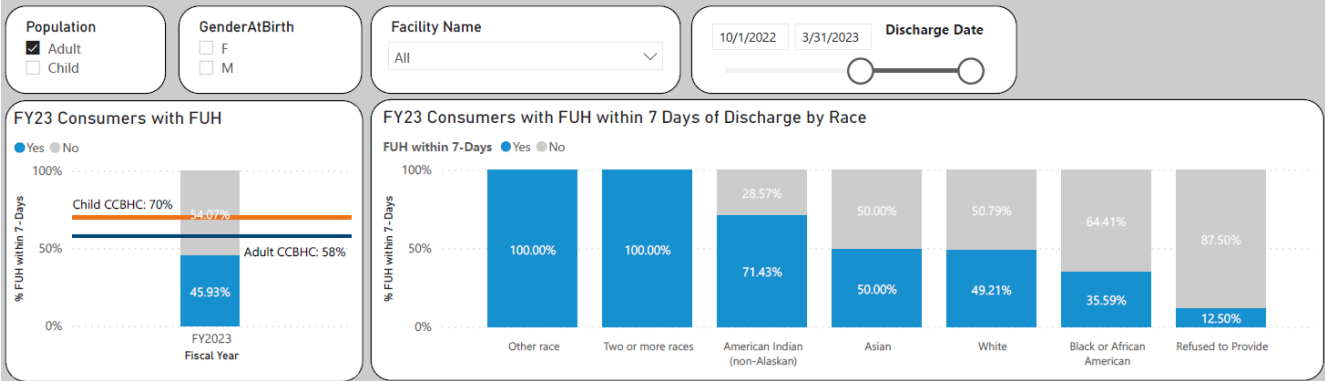 Population
Adult
Child
GenderAtBirth
F
M
Facility Name
All
10/1/2022 3/31/2023 Discharge Date
FY23 Consumers with FUH
Yes No
% FUH within 7-Days
100%
50%
0%
Child CCBHC: 70%
54.07%
Adult CCBHC: 58%
45.93%
FY2023
Fiscal Year
FY23 Consumers with FUH within 7 Days of Discharge by Race
FUH within 7-Days Yes No
% FUH within 7-Days
100%
50%
0%
100.00%
100.00%
28.57%
71.43%
50.00%
50.00%
50.79%
49.21%
64.41%
35.59%
87.50%
12.50%
Other race
Two or more races
American Indian
(non-Alaskan)
Asian
White
Black or African
American
Refused to Provide